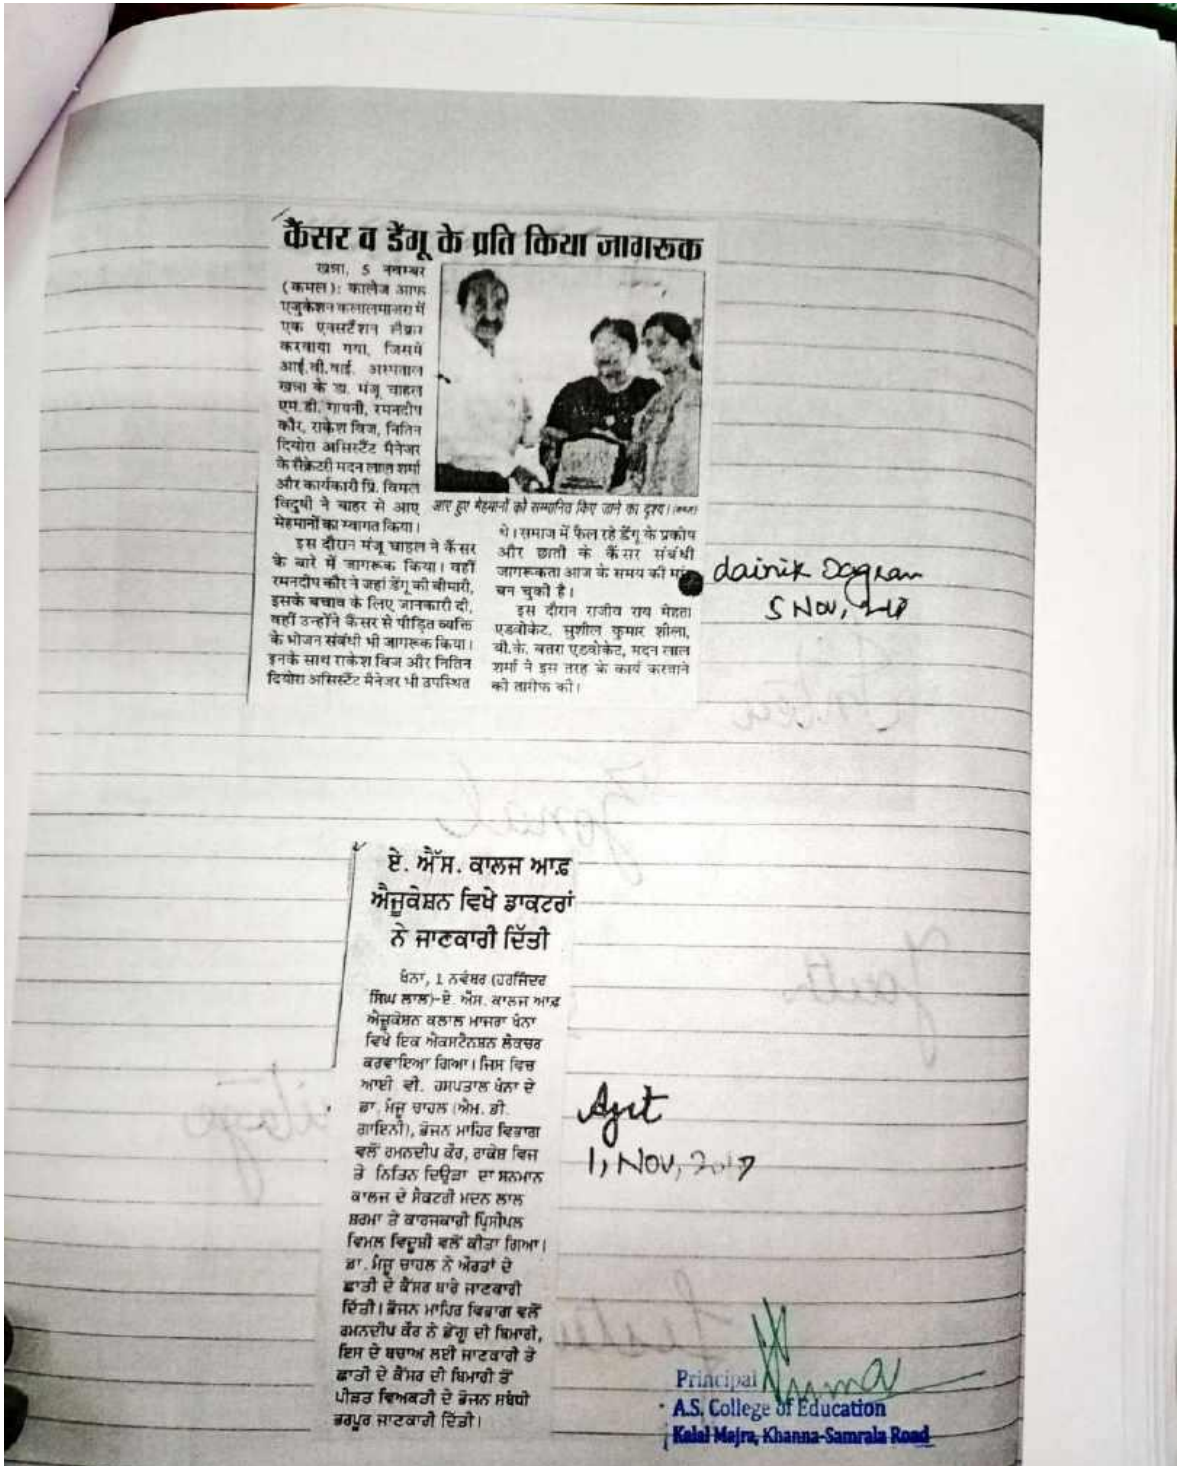 कैंसर व डेंगू के प्रति किया जागरूक
खन्ना, 5 नवम्बर
(कमल): कालेज आफ
एजुकेशन कलालमाजरा में
एक एक्सटैंशन लैक्चर
करवाया गया, जिसमें
आई.वी.वाई. अस्पताल
खन्ना के डा. मंजू चाहल
एम.डी. गायनी, रमनदीप
कौर, राकेश विज, नितिन
दियोरा असिस्टैंट मैनेजर
के सैक्रेटरी मदन लाल शर्मा
और कार्यकारी प्रि. विमल
विदुषी ने बाहर से आए
मेहमानों का स्वागत किया।
इस दौरान मंजू चाहल ने कैंसर
के बारे में जागरूक किया। वहीं
रमनदीप कौर ने जहां डेंगू की बीमारी,
इसके बचाव के लिए जानकारी दी,
वहीं उन्होंने कैंसर से पीड़ित व्यक्ति
के भोजन संबंधी भी जागरूक किया।
इनके साथ राकेश विज और नितिन
दियोरा असिस्टैंट मैनेजर भी उपस्थित
आए हुए मेहमानों को सम्मानित किए जाने का दृश्य। (कमल)
थे। समाज में फैल रहे डेंगू के प्रकोप
और छाती के कैंसर संबंधी
जागरूकता आज के समय की
बन चुकी है।
इस दौरान राजीव राय मेहता
एडवोकेट, सुशील कुमार शीला,
बी.के. बतरा एडवोकेट, मदन लाल
शर्मा ने इस तरह के कार्य करवाने
की तारीफ की।
dainik Jagran
5 Nov,
ਏ. ਐੱਸ. ਕਾਲਜ ਆਫ਼
ਐਜੂਕੇਸ਼ਨ ਵਿਖੇ ਡਾਕਟਰਾਂ
ਨੇ ਜਾਣਕਾਰੀ ਦਿੱਤੀ
ਖੰਨਾ, 1 ਨਵੰਬਰ (ਹਰਜਿੰਦਰ
ਸਿੰਘ ਲਾਲ)-ਏ. ਐੱਸ. ਕਾਲਜ ਆਫ਼
ਐਜੂਕੇਸ਼ਨ ਕਲਾਲ ਮਾਜਰਾ ਖੰਨਾ
ਵਿਖੇ ਇਕ ਐਕਸਟੈਨਸ਼ਨ ਲੈਕਚਰ
ਕਰਵਾਇਆ ਗਿਆ। ਜਿਸ ਵਿਚ
ਆਈ ਵੀ. ਹਸਪਤਾਲ ਖੰਨਾ ਦੇ
ਡਾ. ਮੰਜੂ ਚਾਹਲ (ਐਮ. ਡੀ.
ਗਾਇਨੀ), ਭੋਜਨ ਮਾਹਿਰ ਵਿਭਾਗ
ਵਲੋਂ ਰਮਨਦੀਪ ਕੌਰ, ਰਾਕੇਸ਼ ਵਿਜ
ਤੇ ਨਿਤਿਨ ਦਿਉੜਾ ਦਾ ਸਨਮਾਨ
ਕਾਲਜ ਦੇ ਸੈਕਟਰੀ ਮਦਨ ਲਾਲ
ਸ਼ਰਮਾ ਤੇ ਕਾਰਜਕਾਰੀ ਪ੍ਰਿੰਸੀਪਲ
ਵਿਮਲ ਵਿਦੂਸ਼ੀ ਵਲੋਂ ਕੀਤਾ ਗਿਆ।
ਡਾ. ਮੰਜੂ ਚਾਹਲ ਨੇ ਔਰਤਾਂ ਦੇ
ਛਾਤੀ ਦੇ ਕੈਂਸਰ ਬਾਰੇ ਜਾਣਕਾਰੀ
ਦਿੱਤੀ। ਭੋਜਨ ਮਾਹਿਰ ਵਿਭਾਗ ਵਲੋਂ
ਰਮਨਦੀਪ ਕੌਰ ਨੇ ਡੇਂਗੂ ਦੀ ਬਿਮਾਰੀ,
ਇਸ ਦੇ ਬਚਾਅ ਲਈ ਜਾਣਕਾਰੀ ਤੇ
ਛਾਤੀ ਦੇ ਕੈਂਸਰ ਦੀ ਬਿਮਾਰੀ ਤੋਂ
ਪੀੜਤ ਵਿਅਕਤੀ ਦੇ ਭੋਜਨ ਸਬੰਧੀ
ਭਰਪੂਰ ਜਾਣਕਾਰੀ ਦਿੱਤੀ।
Ajit
1, Nov, 2017
Principal
A.S. College of Education
Kalal Majra, Khanna-Samrala Road